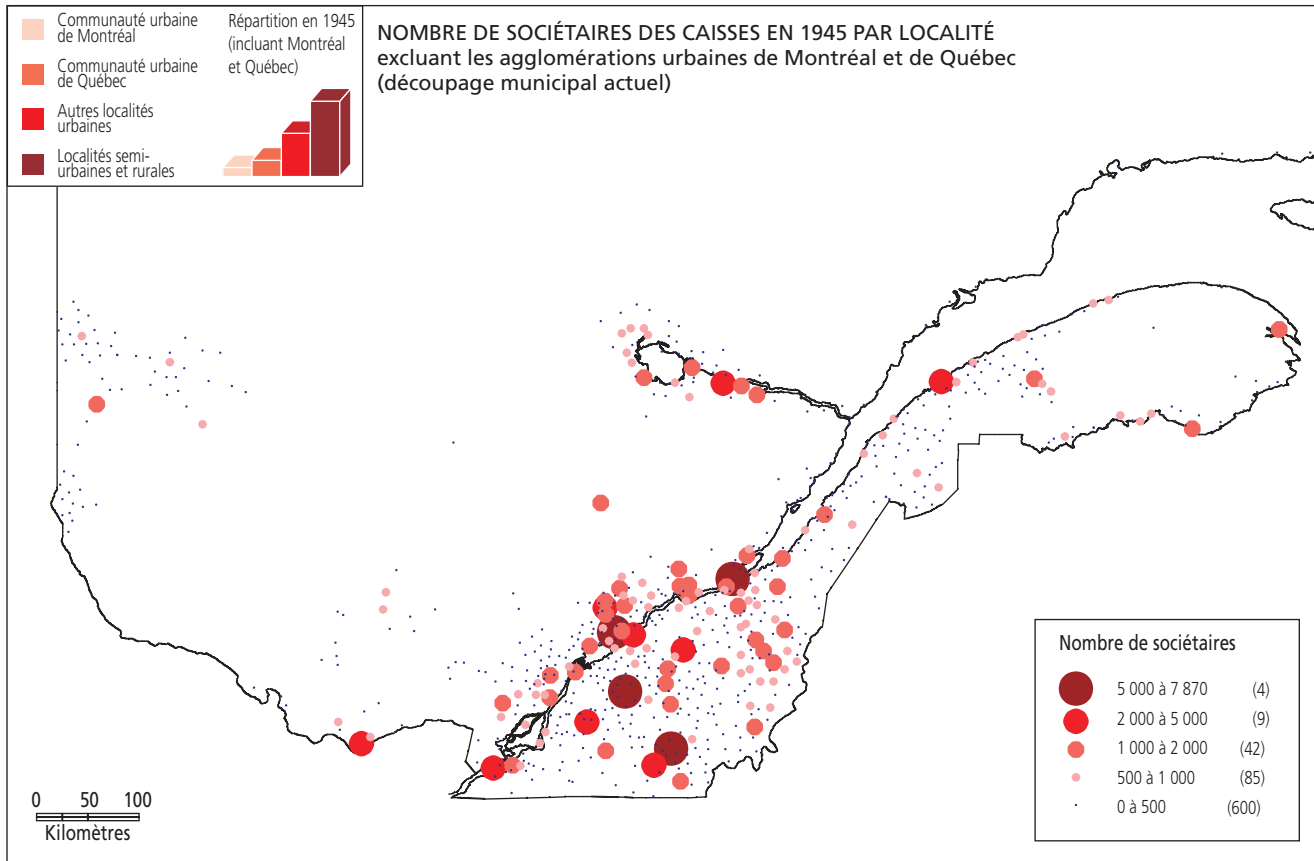 Communauté urbaine
de Montréal
Communauté urbaine
de Québec
Autres localités
urbaines
Localités semi-
urbaines et rurales
Répartition en 1945
(incluant Montréal
et Québec)
NOMBRE DE SOCIÉTAIRES DES CAISSES EN 1945 PAR LOCALITÉ
excluant les agglomérations urbaines de Montréal et de Québec
(découpage municipal actuel)
Nombre de sociétaires
5 000 à 7 870 (4)
2 000 à 5 000 (9)
1 000 à 2 000 (42)
500 à 1 000 (85)
0 à 500 (600)
0 50 100
Kilomètres